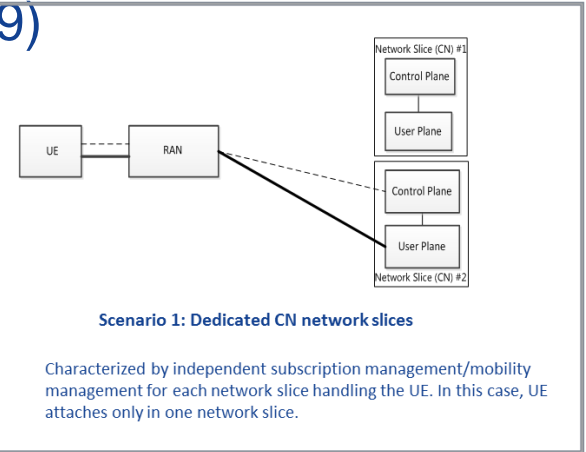 9)
Network Slice (CN) #1
Control Plane
User Plane
UE
RAN
Control Plane
User Plane
Network Slice (CN) #2
Scenario 1: Dedicated CN network slices
Characterized by independent subscription management/mobility
management for each network slice handling the UE. In this case, UE
attaches only in one network slice.